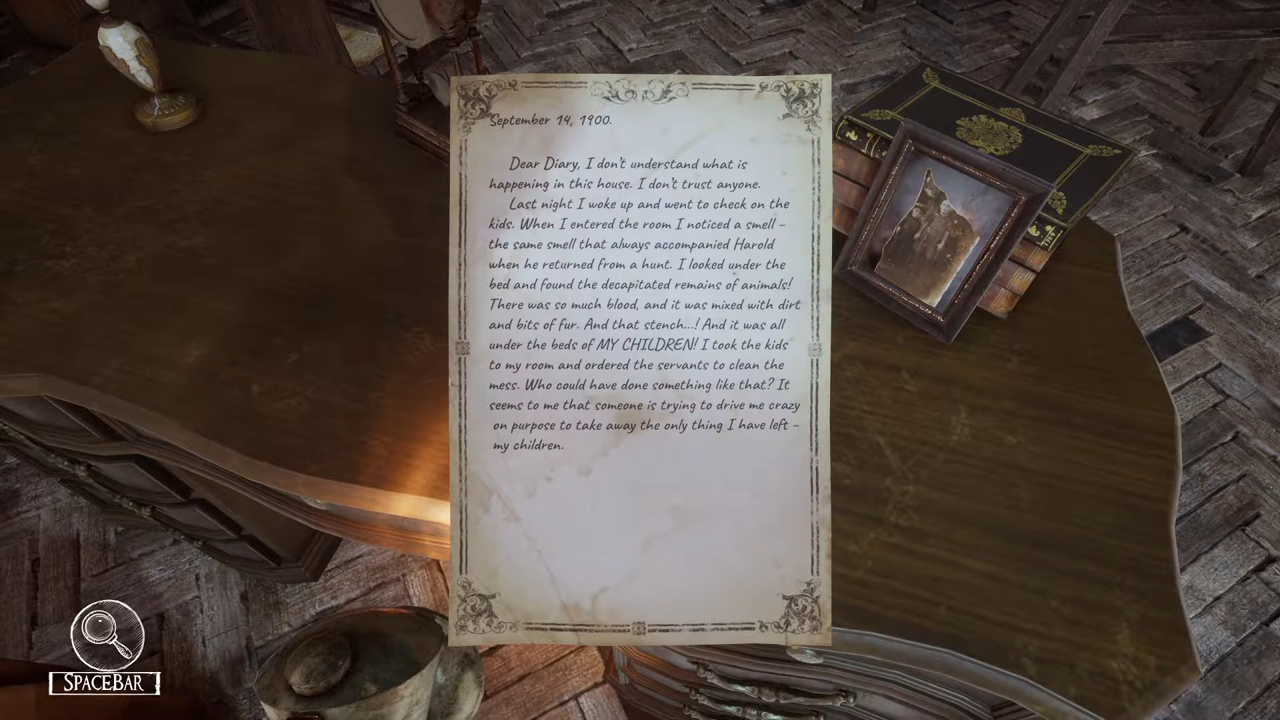 September 14, 1900.
Dear Diary, I don't understand what is
happening in this house. I don't trust anyone.
Last night I woke up and went to check on the
kids. When I entered the room I noticed a smell –
the same smell that always accompanied Harold
when he returned from a hunt. I looked under the
bed and found the decapitated remains of animals!
There was so much blood, and it was mixed with dirt
and bits of fur. And that stench...! And it was all
under the beds of MY CHILDREN! I took the kids
to my room and ordered the servants to clean the
mess. Who could have done something like that? It
seems to me that someone is trying to drive me crazy
on purpose to take away the only thing I have left –
my children.
SPACEBAR